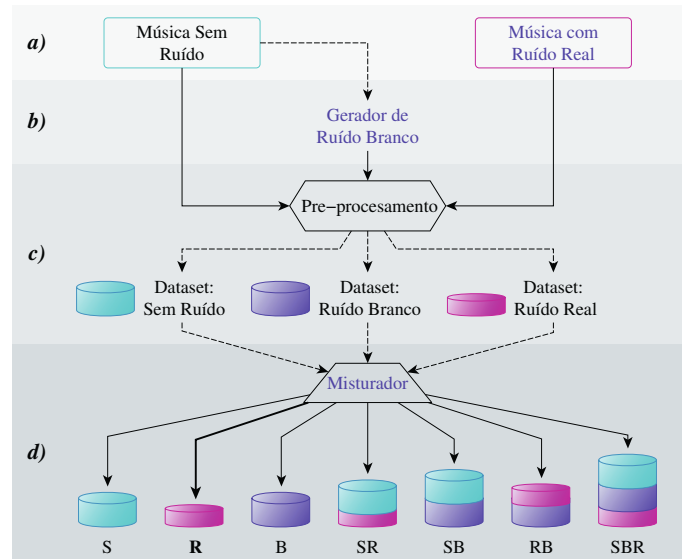 a)
Música Sem
Ruído
Música com
Ruído Real
b)
Gerador de
Ruído Branco
Pre-procesamento
c)
Dataset:
Sem Ruído
Dataset:
Ruído Branco
Dataset:
Ruído Real
Misturador
d)
S
R
B
SR
SB
RB
SBR